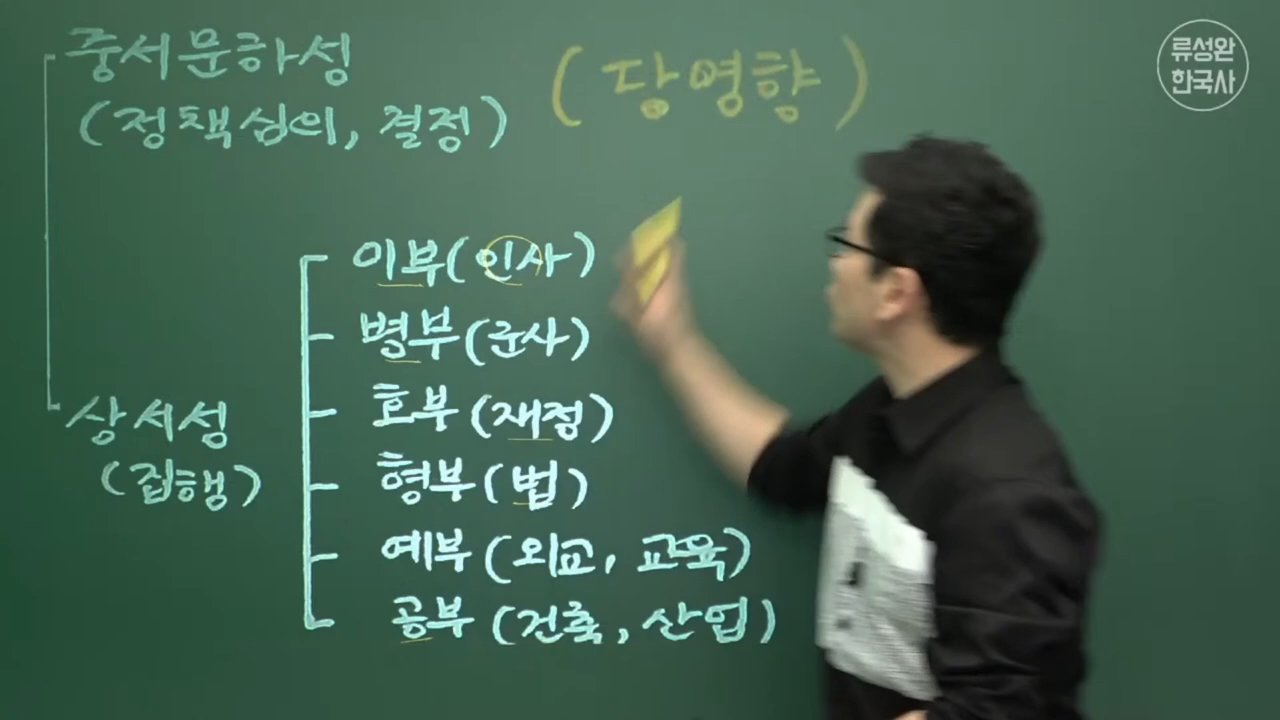 중서문하성 (당영향)
(정책심의, 결정)
이부(인사)
병부(군사)
호부(재정)
상서성
(집행)
형부(법)
예부(외교, 교육)
공부(건축, 산업)
류성완
한국사